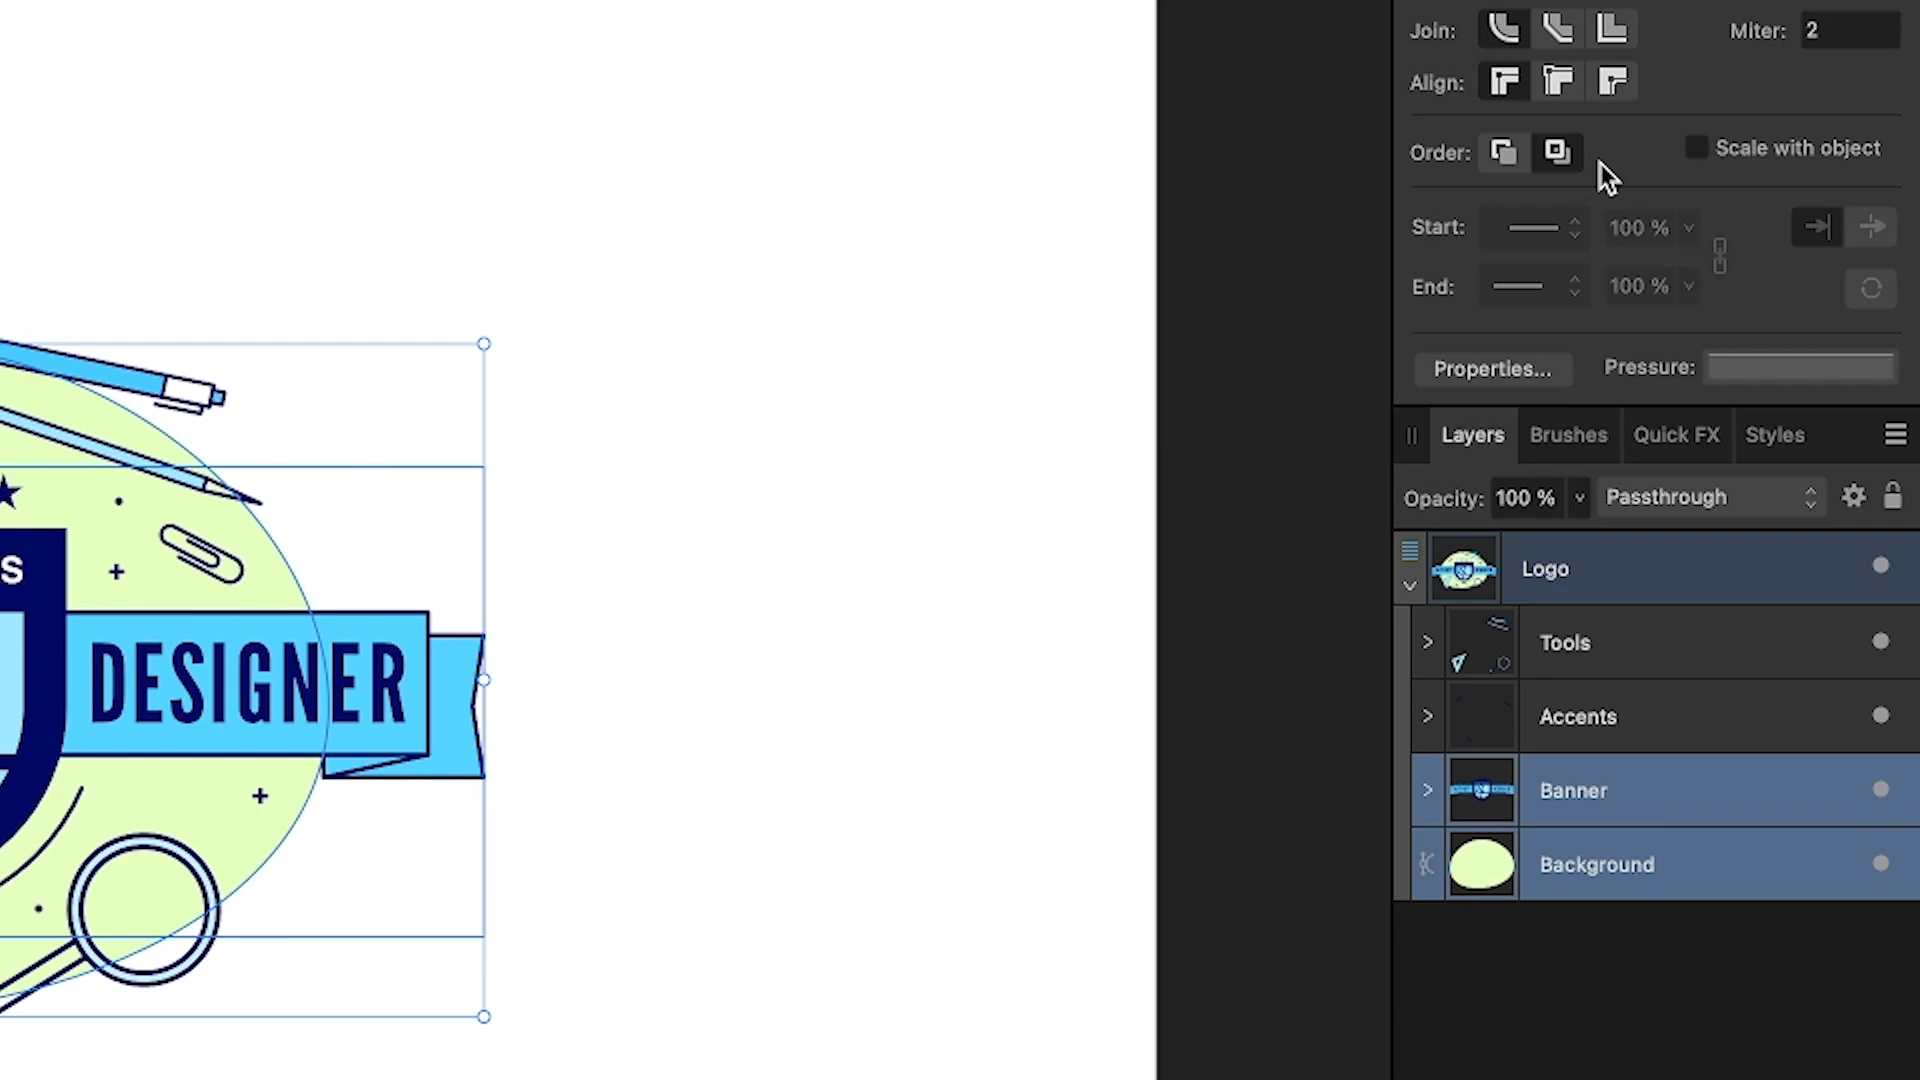 Join:
Miter: 2
Align:
Order:
Scale with object
Start:
100 %
End:
100 %
Properties...
Pressure:
Layers
Brushes
Quick FX
Styles
Opacity: 100 %
Passthrough
Logo
Tools
Accents
Banner
Background
S
DESIGNER